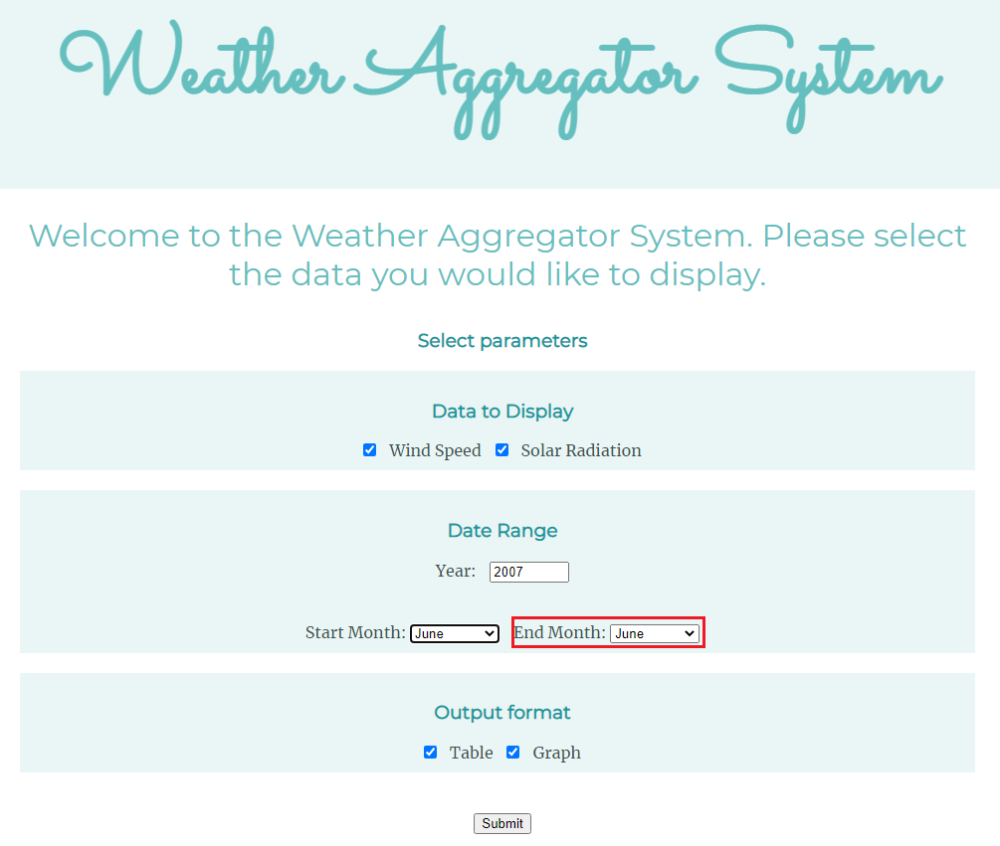 Weather Aggregator System
Welcome to the Weather Aggregator System. Please select
the data you would like to display.
Select parameters
Data to Display
Wind Speed Solar Radiation
Date Range
Year: 2007
Start Month: June End Month: June
Output format
Table Graph
Submit